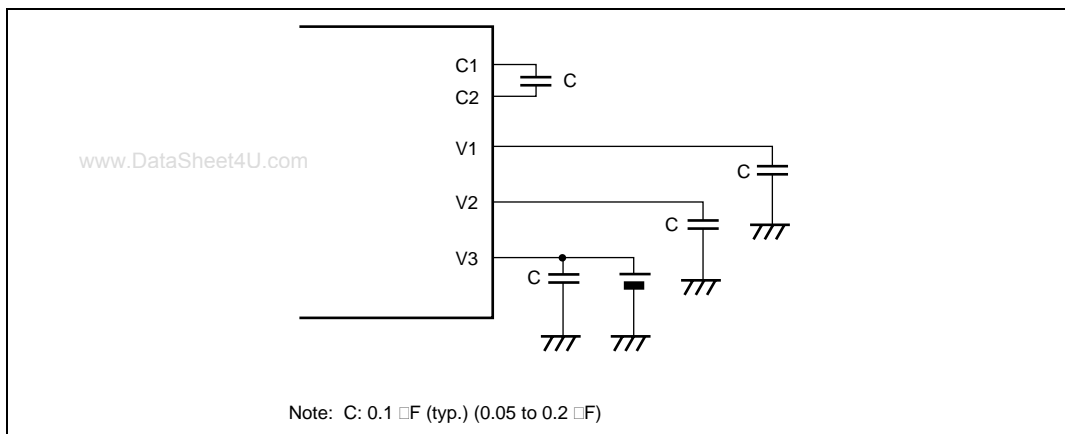 C1
C
C2
V1
www.DataSheet4U.com
C
V2
C
V3
C
Note: C: 0.1 □F (typ.) (0.05 to 0.2 □F)